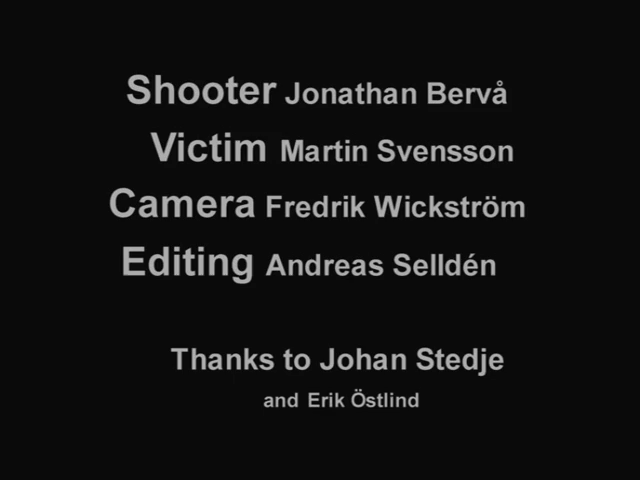 Shooter Jonathan Bervå
Victim Martin Svensson
Camera Fredrik Wickström
Editing Andreas Selldén
Thanks to Johan Stedje
and Erik Östlind